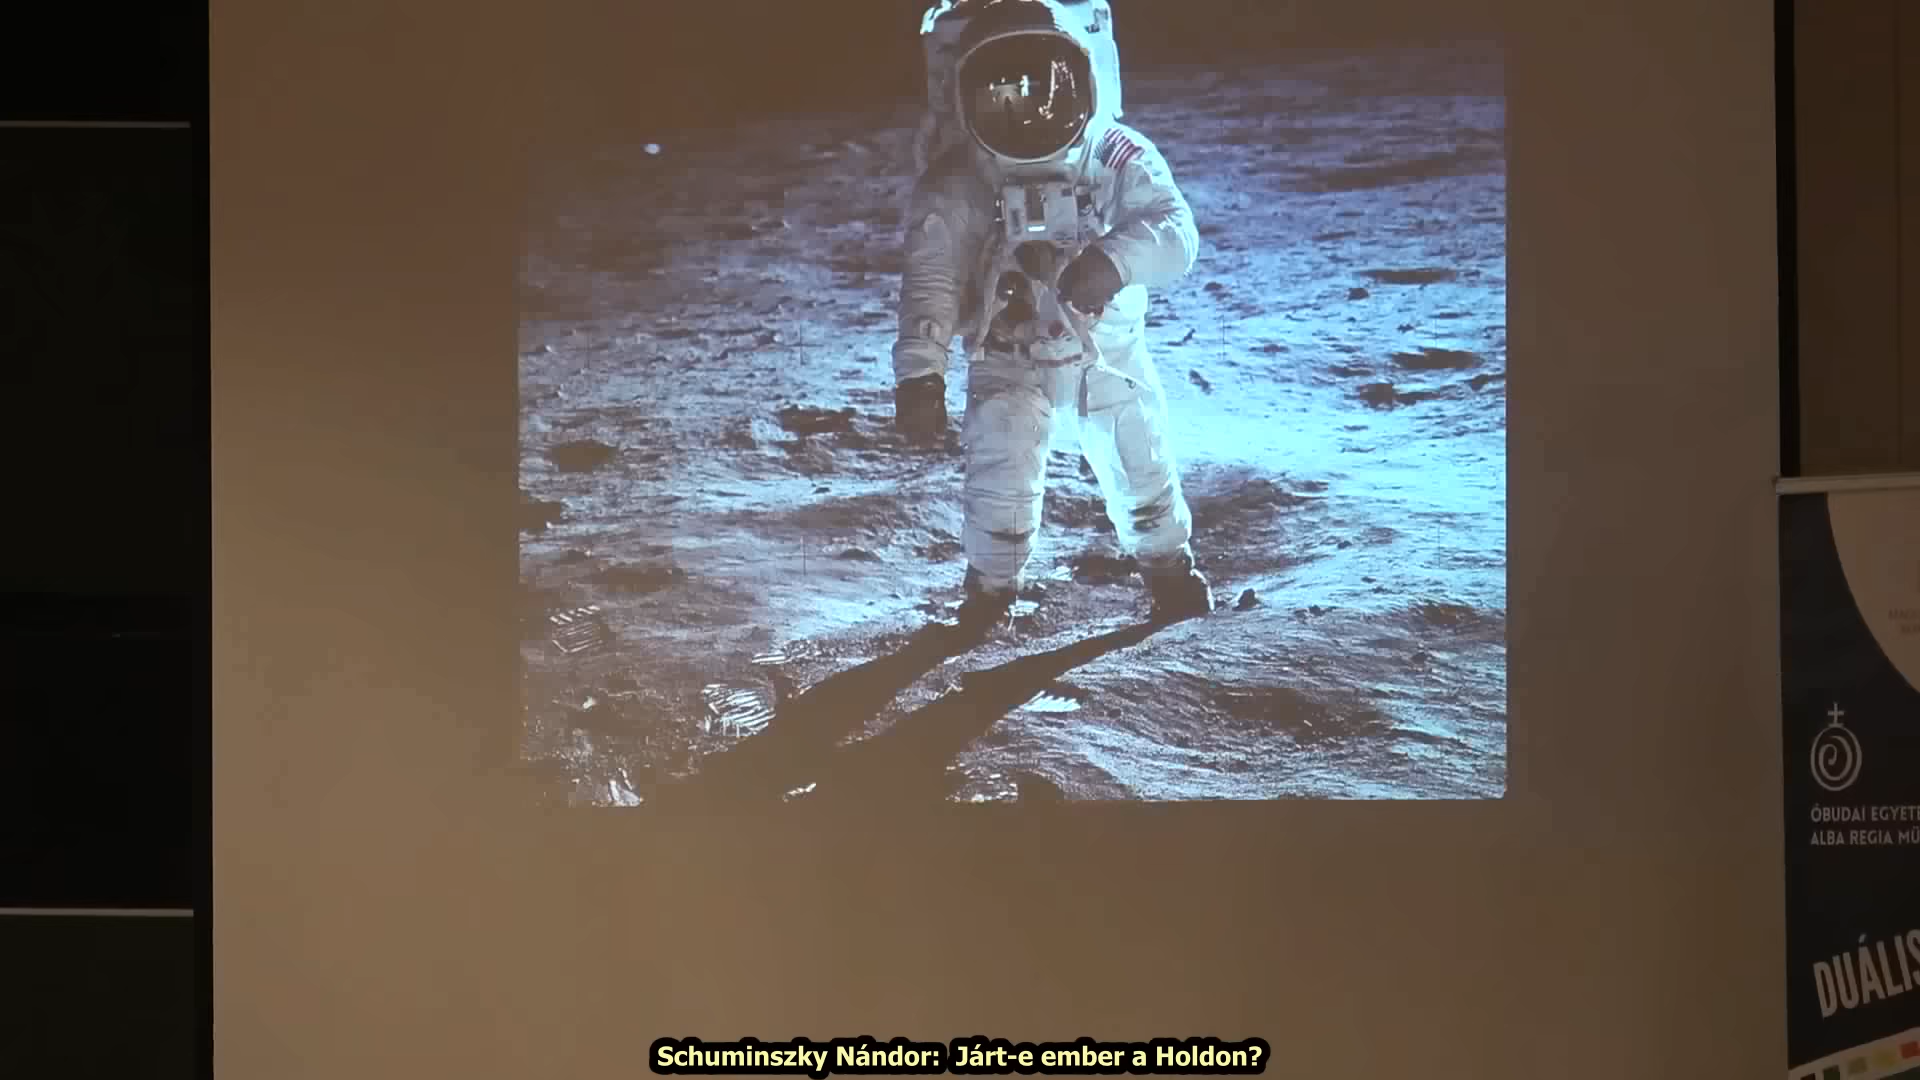 ÓBUDAI EGYETE
ALBA REGIA MŰ
DUÁLIS
Schuminszky Nándor: Járt-e ember a Holdon?